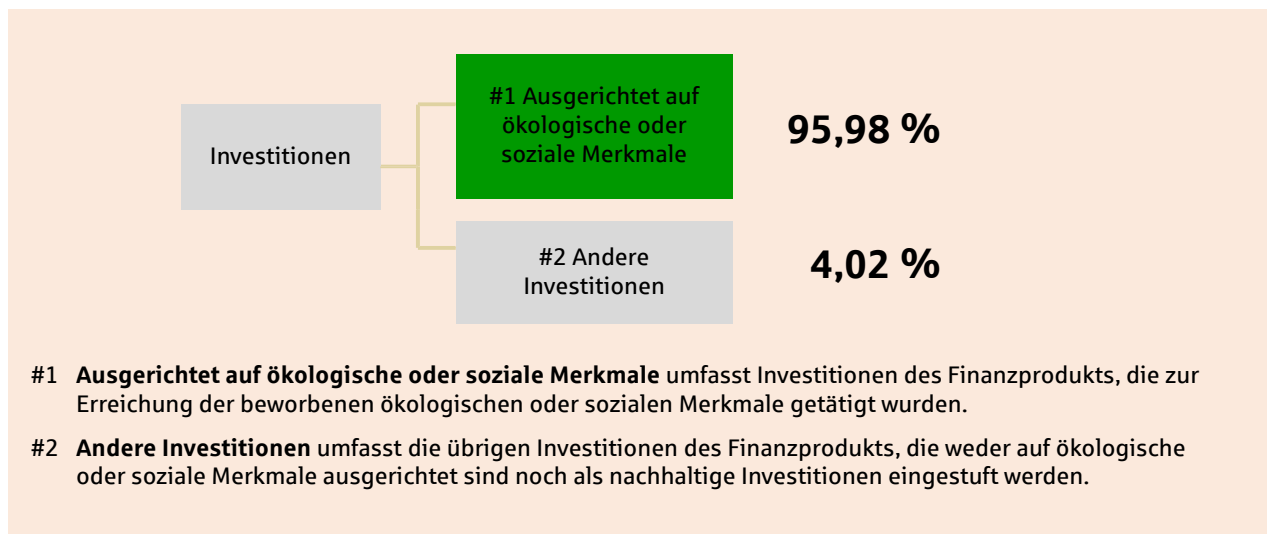 #1 Ausgerichtet auf
ökologische oder
soziale Merkmale
95,98 %
Investitionen
#2 Andere
Investitionen
4,02 %
#1 Ausgerichtet auf ökologische oder soziale Merkmale umfasst Investitionen des Finanzprodukts, die zur
Erreichung der beworbenen ökologischen oder sozialen Merkmale getätigt wurden.
#2 Andere Investitionen umfasst die übrigen Investitionen des Finanzprodukts, die weder auf ökologische
oder soziale Merkmale ausgerichtet sind noch als nachhaltige Investitionen eingestuft werden.